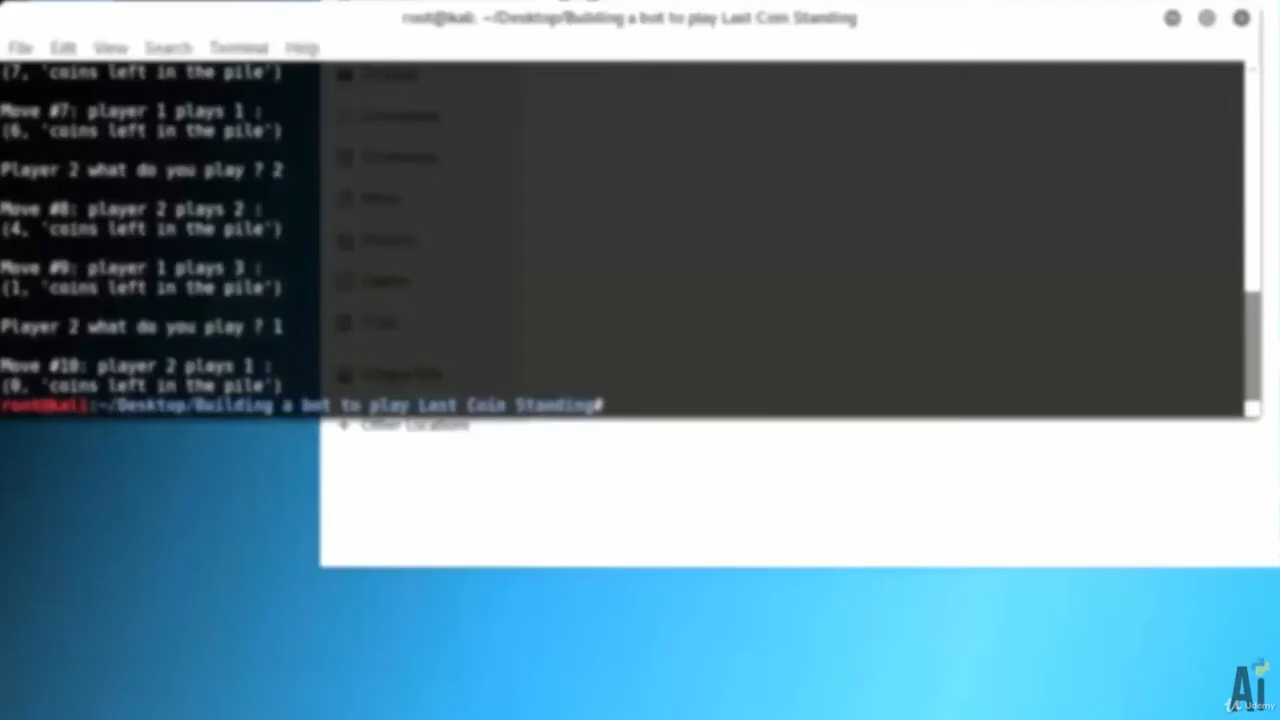 root@kali: ~/Desktop/Building a bot to play Last Coin Standing
File Edit View Search Terminal Help
(7, 'coins left in the pile')
Move #7: player 1 plays 1 :
(6, 'coins left in the pile')
Player 2 what do you play ? 2
Move #8: player 2 plays 2 :
(4, 'coins left in the pile')
Move #9: player 1 plays 3 :
(1, 'coins left in the pile')
Player 2 what do you play ? 1
Move #10: player 2 plays 1 :
(0, 'coins left in the pile')
root@kali:~/Desktop/Building a bot to play Last Coin Standing#
Other Locations
Ai
Udemy